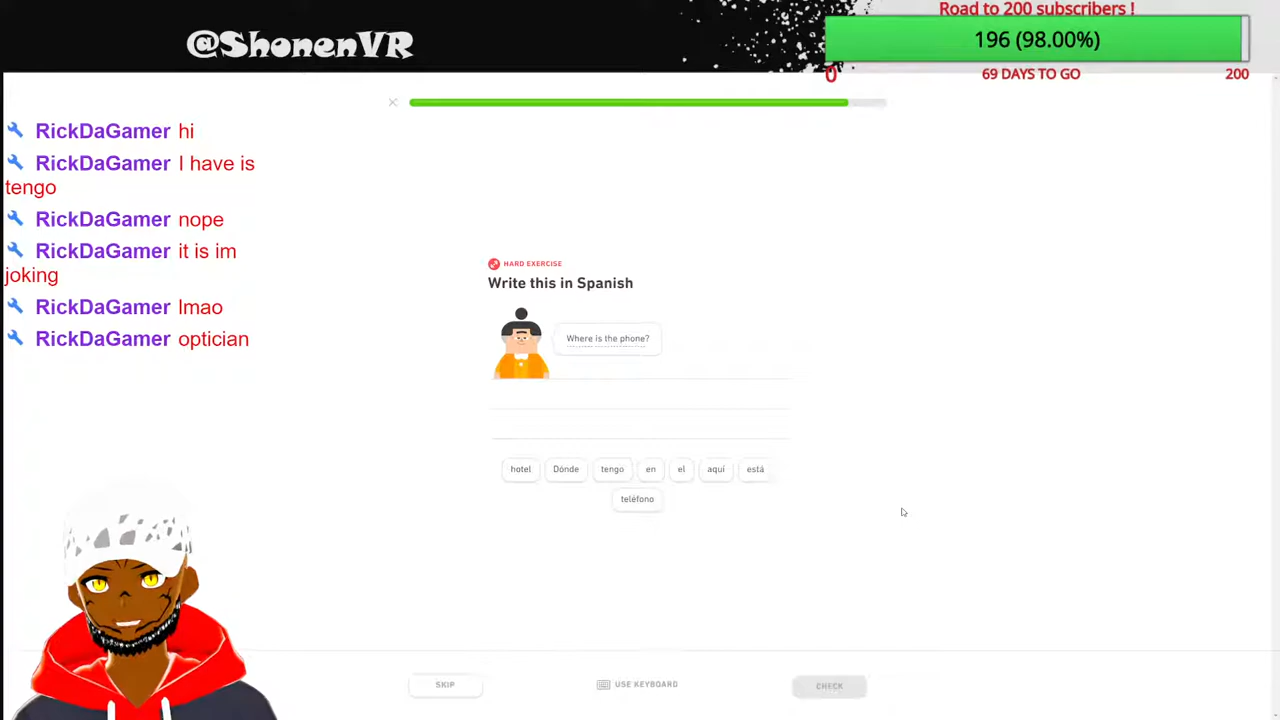 @ShonenVR
Road to 200 subscribers !
196 (98.00%)
0
69 DAYS TO GO
200
RickDaGamer hi
RickDaGamer I have is
tengo
RickDaGamer nope
RickDaGamer it is im
joking
RickDaGamer lmao
RickDaGamer optician
HARD EXERCISE
Write this in Spanish
Where is the phone?
hotel Dónde tengo en el aquí está
teléfono
SKIP
USE KEYBOARD
CHECK